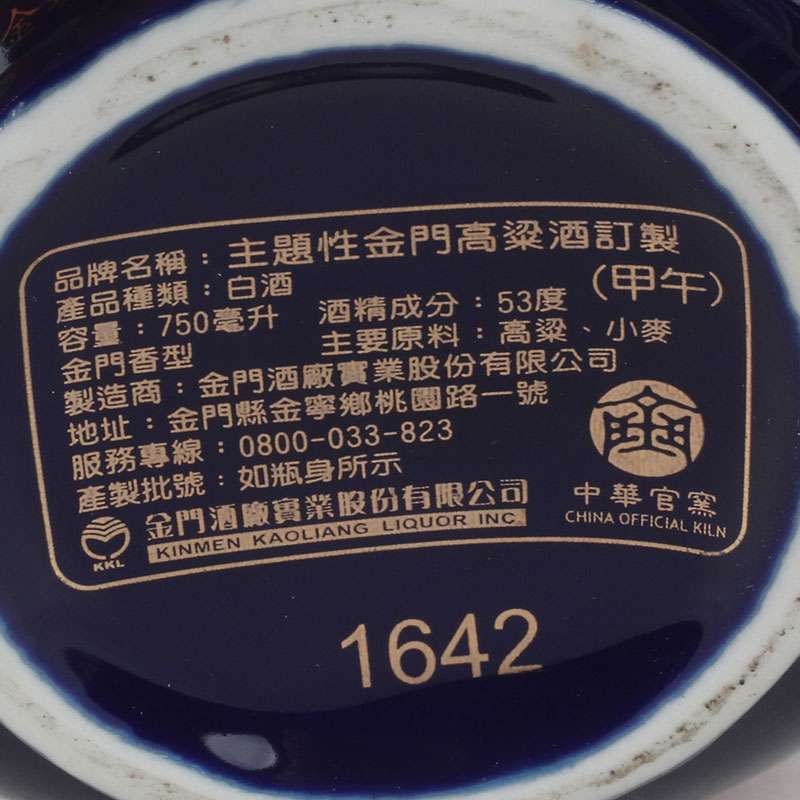 金
品牌名稱：主題性金門高粱酒訂製
產品種類：白酒 （甲午）
容量：750毫升 酒精成分：53度
金門香型 主要原料：高粱、小麥
製造商：金門酒廠實業股份有限公司
地址：金門縣金寧鄉桃園路一號
服務專線：0800-033-823
產製批號：如瓶身所示
金門酒廠實業股份有限公司
KINMEN KAOLIANG LIQUOR INC.
KKL
中華官窯
CHINA OFFICIAL KILN
1642